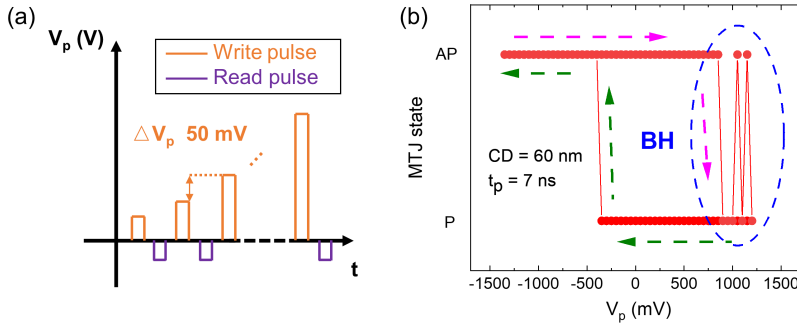 (a)
V_p (V)
Write pulse
Read pulse
△V_p 50 mV
t
(b)
AP
MTJ state
P
BH
CD = 60 nm
t_p = 7 ns
-1500 -1000 -500 0 500 1000 1500
V_p (mV)